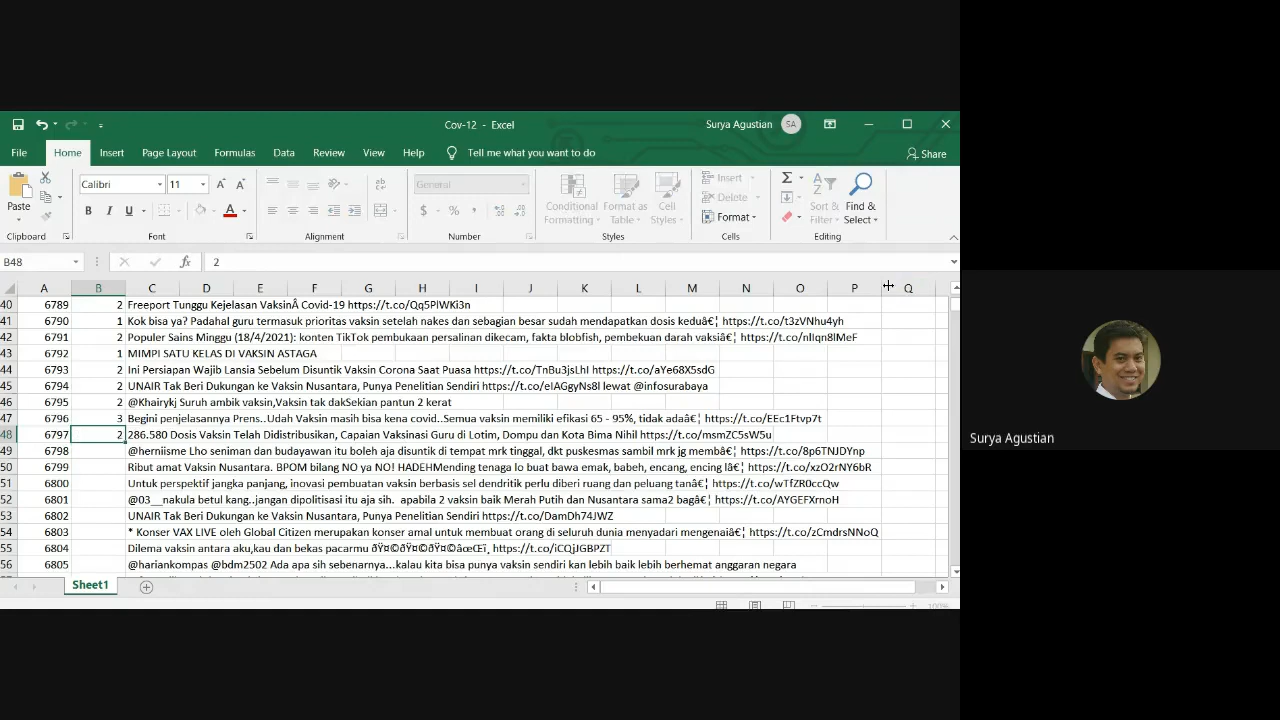 Cov-12 - Excel
Surya Agustian SA
File Home Insert Page Layout Formulas Data Review View Help Tell me what you want to do Share
Paste Calibri 11 General Conditional Formatting Format as Table Cell Styles Insert Delete Format Sort & Filter Find & Select
Clipboard Font Alignment Number Styles Cells Editing
B48 fx 2
A B C D E F G H I J K L M N O P Q
40 6789 2 Freeport Tunggu Kejelasan VaksinÂ Covid-19 https://t.co/Qq5PlWKi3n
41 6790 1 Kok bisa ya? Padahal guru termasuk prioritas vaksin setelah nakes dan sebagian besar sudah mendapatkan dosis keduâ€¦ https://t.co/t3zVNhu4yh
42 6791 2 Populer Sains Minggu (18/4/2021): konten TikTok pembukaan persalinan dikecam, fakta blobfish, pembekuan darah vaksiâ€¦ https://t.co/nIIqn8lMeF
43 6792 1 MIMPI SATU KELAS DI VAKSIN ASTAGA
44 6793 2 Ini Persiapan Wajib Lansia Sebelum Disuntik Vaksin Corona Saat Puasa https://t.co/TnBu3jsLhI https://t.co/aYe68X5sdG
45 6794 2 UNAIR Tak Beri Dukungan ke Vaksin Nusantara, Punya Penelitian Sendiri https://t.co/eIAGgyNs8l lewat @infosurabaya
46 6795 2 @Khairykj Suruh ambik vaksin,Vaksin tak dakSekian pantun 2 kerat
47 6796 3 Begini penjelasannya Prens..Udah Vaksin masih bisa kena covid..Semua vaksin memiliki efikasi 65 - 95%, tidak adaâ€¦ https://t.co/EEc1Ftvp7t
48 6797 2 286.580 Dosis Vaksin Telah Didistribusikan, Capaian Vaksinasi Guru di Lotim, Dompu dan Kota Bima Nihil https://t.co/msmZC5sW5u
49 6798 @herniisme Lho seniman dan budayawan itu boleh aja disuntik di tempat mrk tinggal, dkt puskesmas sambil mrk jg membâ€¦ https://t.co/8p6TNJDYnp
50 6799 Ribut amat Vaksin Nusantara. BPOM bilang NO ya NO! HADEHMending tenaga lo buat bawa emak, babeh, encang, encing lâ€¦ https://t.co/xzO2rNY6bR
51 6800 Untuk perspektif jangka panjang, inovasi pembuatan vaksin berbasis sel dendritik perlu diberi ruang dan peluang tanâ€¦ https://t.co/wTfZR0ccQw
52 6801 @03__nakula betul kang..jangan dipolitisasi itu aja sih. apabila 2 vaksin baik Merah Putih dan Nusantara sama2 bagâ€¦ https://t.co/AYGEFXrnoH
53 6802 UNAIR Tak Beri Dukungan ke Vaksin Nusantara, Punya Penelitian Sendiri https://t.co/DamDh74JWZ
54 6803 * Konser VAX LIVE oleh Global Citizen merupakan konser amal untuk membuat orang di seluruh dunia menyadari mengenaiâ€¦ https://t.co/zCmdrsNNoQ
55 6804 Dilema vaksin antara aku,kau dan bekas pacarmu https://t.co/iCQjJGBPZT
56 6805 @hariankompas @bdm2502 Ada apa sih sebenarnya...kalau kita bisa punya vaksin sendiri kan lebih baik lebih berhemat anggaran negara
Sheet1
100%
Surya Agustian